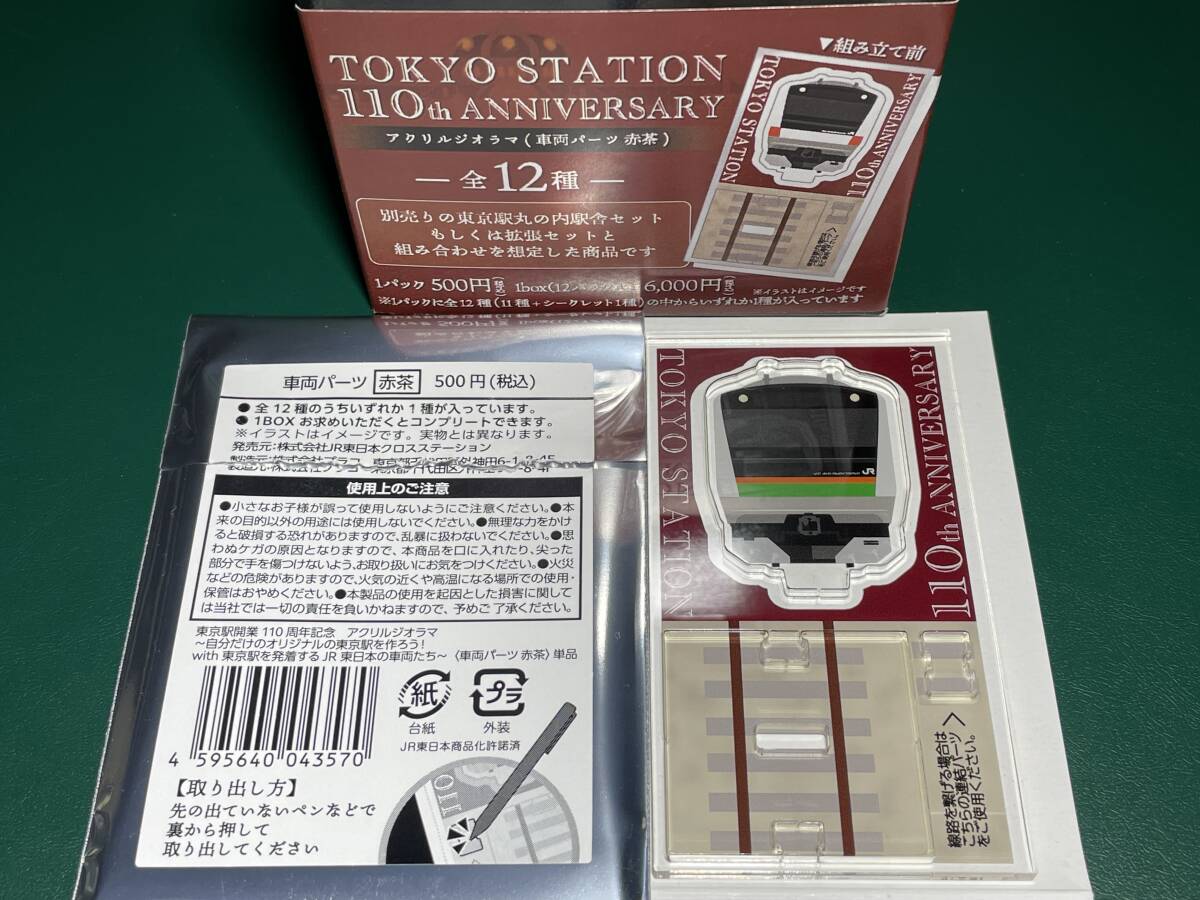 TOKYO STATION
110th ANNIVERSARY
アクリルジオラマ(車両パーツ 赤茶)
全12種
別売りの東京駅丸の内駅舎セット
もしくは拡張セットと
組み合わせを想定した商品です
1パック 500円(税込) 1box(12 6,000円(税込)
※イラストはイメージです
※1パックに全12種(11種+シークレット1種)の中からいずれか1種が入っています
▼組み立て前
TOKYO STATION
110th ANNIVERSARY
JR
車両パーツ 赤茶 500円(税込)
●全12種のうちいずれか1種が入っています。
●1BOXお求めいただくとコンプリートできます。
※イラストはイメージです。実物とは異なります。
発売元:株式会社JR東日本クロスステーション
使用上のご注意
●小さなお子様が誤って使用しないようにご注意ください。●本
来の目的以外の用途には使用しないでください。●無理な力をかけ
ると破損する恐れがありますので、乱暴に扱わないでください。●思
わぬケガの原因となりますので、本商品を口に入れたり、尖った
部分で手を傷つけないよう、お取り扱いにお気をつけください。●火災
などの危険がありますので、火気の近くや高温になる場所での使用・
保管はおやめください。●本製品の使用を起因とした損害に関して
は当社では一切の責任を負いかねますので、予めご了承ください。
東京駅開業110周年記念 アクリルジオラマ
～自分だけのオリジナルの東京駅を作ろう!
with 東京駅を発着するJR東日本の車両たち～〈車両パーツ 赤茶〉単品
4 595640 043570
紙
台紙
プラ
外装
JR東日本商品化許諾済
【取り出し方】
先の出ていないペンなどで
裏から押して
取り出してください
TOKYO STATION
110th ANNIVERSARY
JR
線路を繋げる場合は
こちらの連結パーツ
をご使用ください。